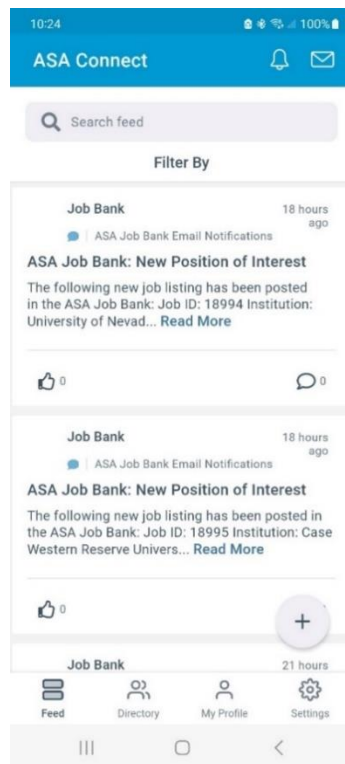 10:24 100%
ASA Connect
Search feed
Filter By
Job Bank 18 hours
ago
ASA Job Bank Email Notifications
ASA Job Bank: New Position of Interest
The following new job listing has been posted
in the ASA Job Bank: Job ID: 18994 Institution:
University of Nevad... Read More
0 0
Job Bank 18 hours
ago
ASA Job Bank Email Notifications
ASA Job Bank: New Position of Interest
The following new job listing has been posted in
the ASA Job Bank: Job ID: 18995 Institution: Case
Western Reserve Univers... Read More
0
Job Bank 21 hours
Feed Directory My Profile Settings